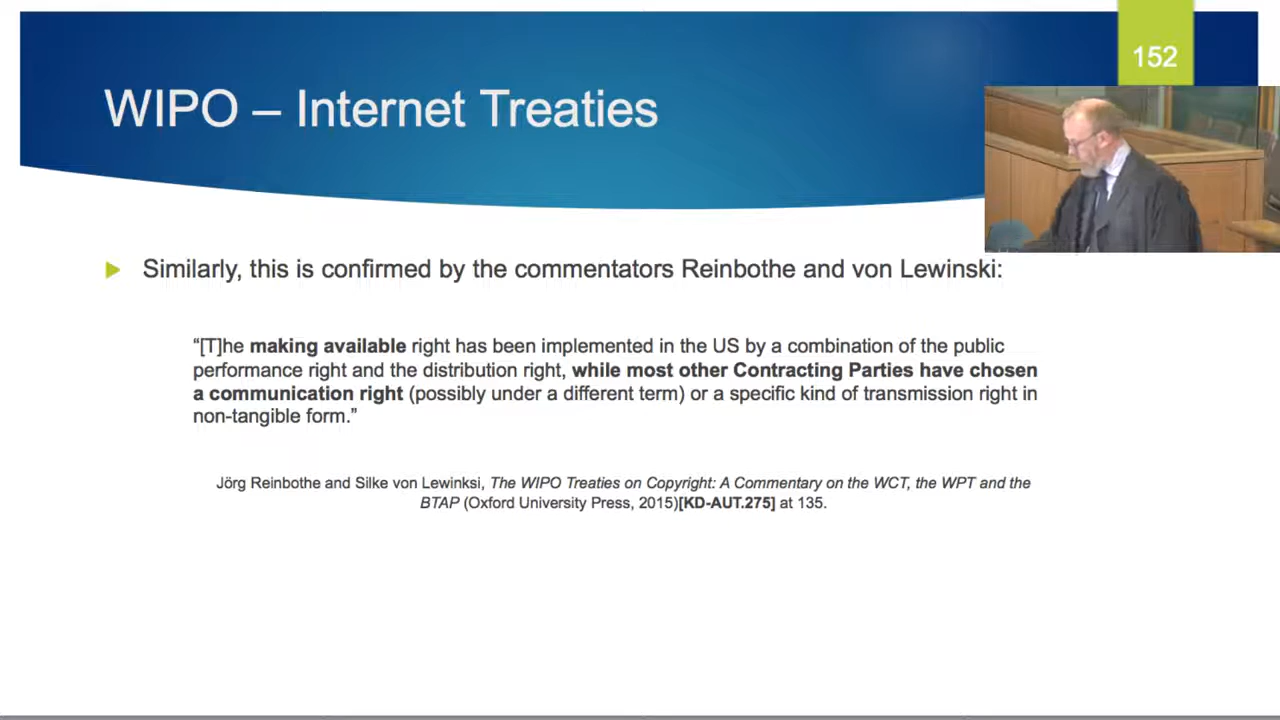 152
WIPO – Internet Treaties
Similarly, this is confirmed by the commentators Reinbothe and von Lewinski:
“[T]he making available right has been implemented in the US by a combination of the public
performance right and the distribution right, while most other Contracting Parties have chosen
a communication right (possibly under a different term) or a specific kind of transmission right in
non-tangible form.”
Jörg Reinbothe and Silke von Lewinksi, The WIPO Treaties on Copyright: A Commentary on the WCT, the WPT and the
BTAP (Oxford University Press, 2015)[KD-AUT.275] at 135.